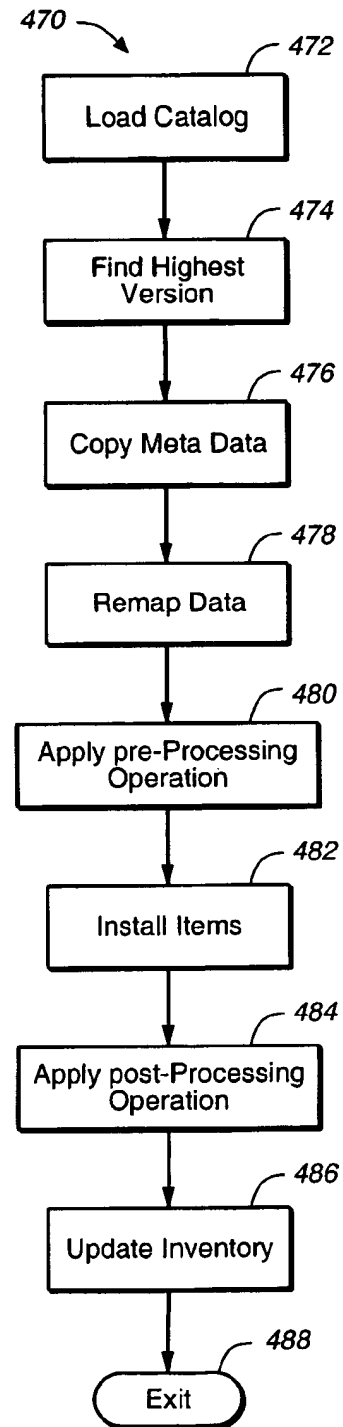 470
472
Load Catalog
474
Find Highest
Version
476
Copy Meta Data
478
Remap Data
480
Apply pre-Processing
Operation
482
Install Items
484
Apply post-Processing
Operation
486
Update Inventory
488
Exit